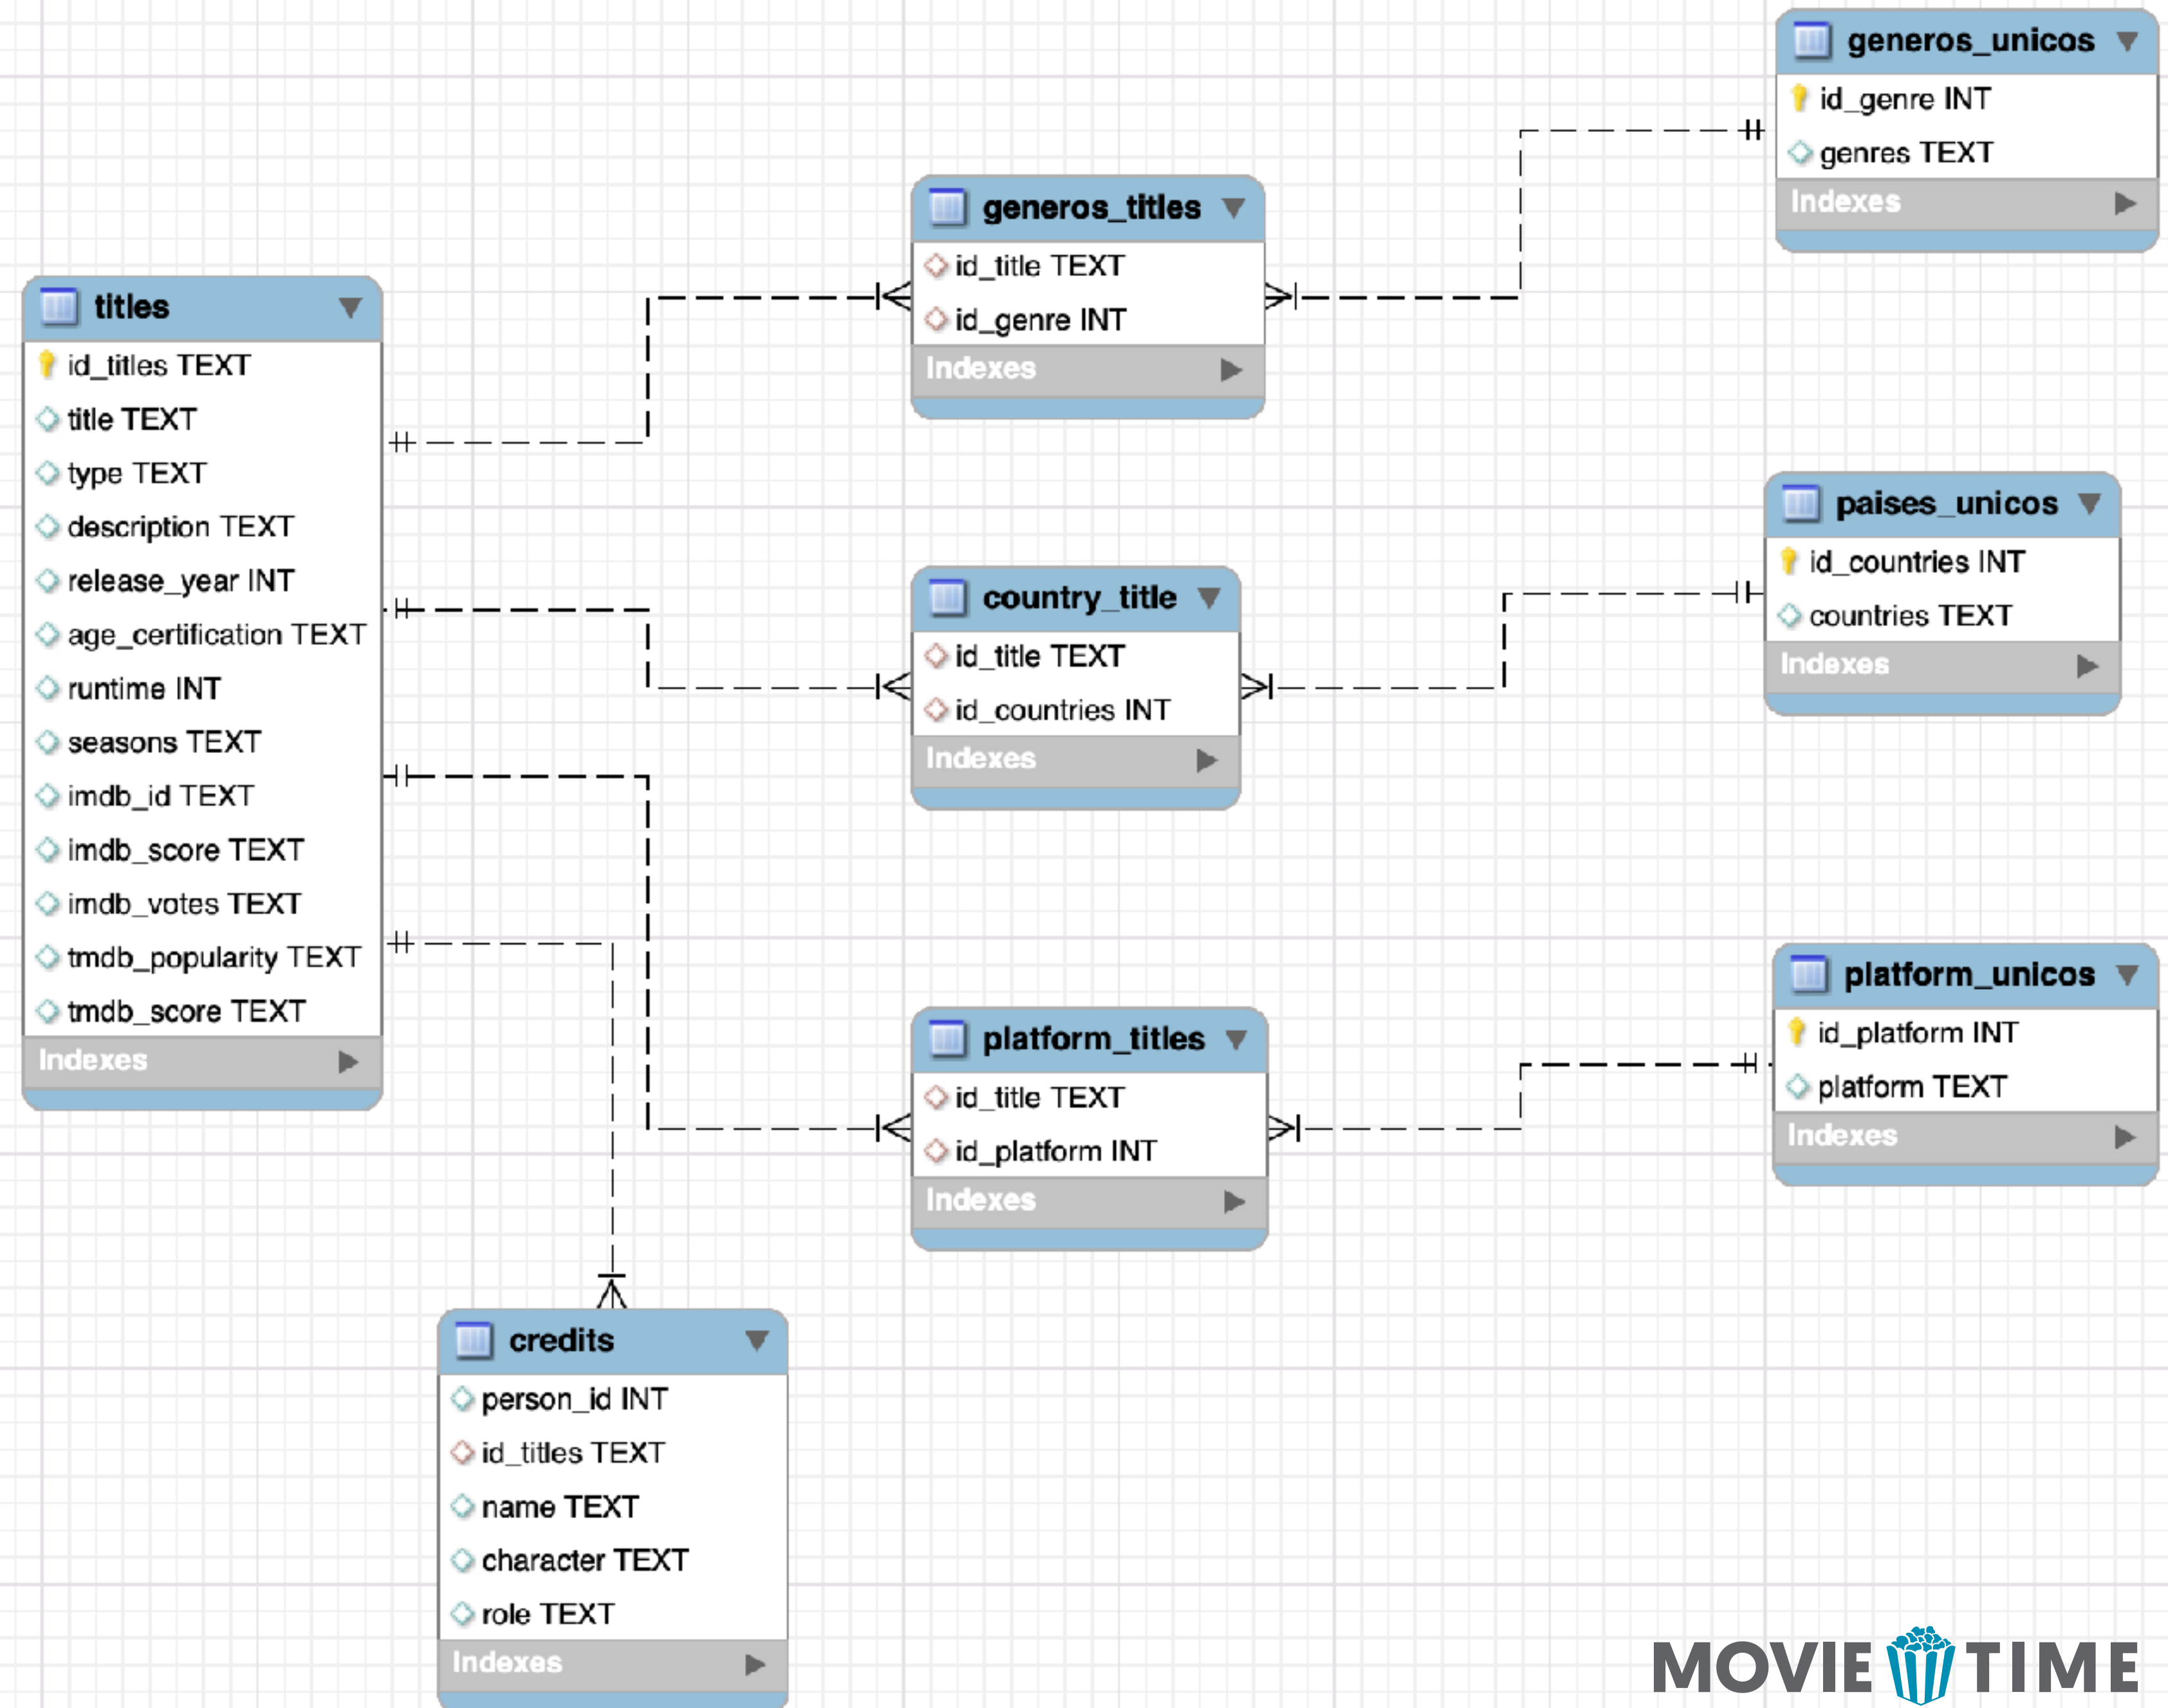 titles
id_titles TEXT
title TEXT
type TEXT
description TEXT
release_year INT
age_certification TEXT
runtime INT
seasons TEXT
imdb_id TEXT
imdb_score TEXT
imdb_votes TEXT
tmdb_popularity TEXT
tmdb_score TEXT
Indexes
generos_titles
id_title TEXT
id_genre INT
Indexes
generos_unicos
id_genre INT
genres TEXT
Indexes
country_title
id_title TEXT
id_countries INT
Indexes
paises_unicos
id_countries INT
countries TEXT
Indexes
platform_titles
id_title TEXT
id_platform INT
Indexes
platform_unicos
id_platform INT
platform TEXT
Indexes
credits
person_id INT
id_titles TEXT
name TEXT
character TEXT
role TEXT
Indexes
MOVIE TIME